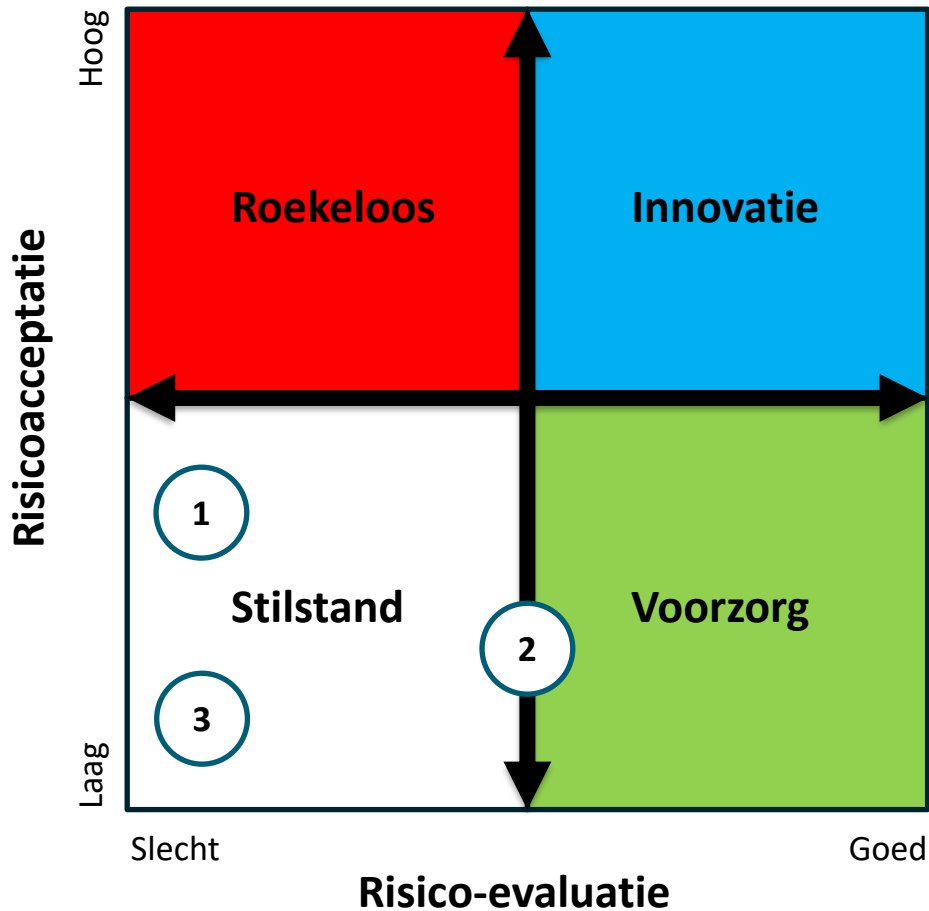 Hoog
Roekeloos
Innovatie
Risicoacceptatie
1
Stilstand
Voorzorg
2
3
Laag
Slecht
Goed
Risico-evaluatie